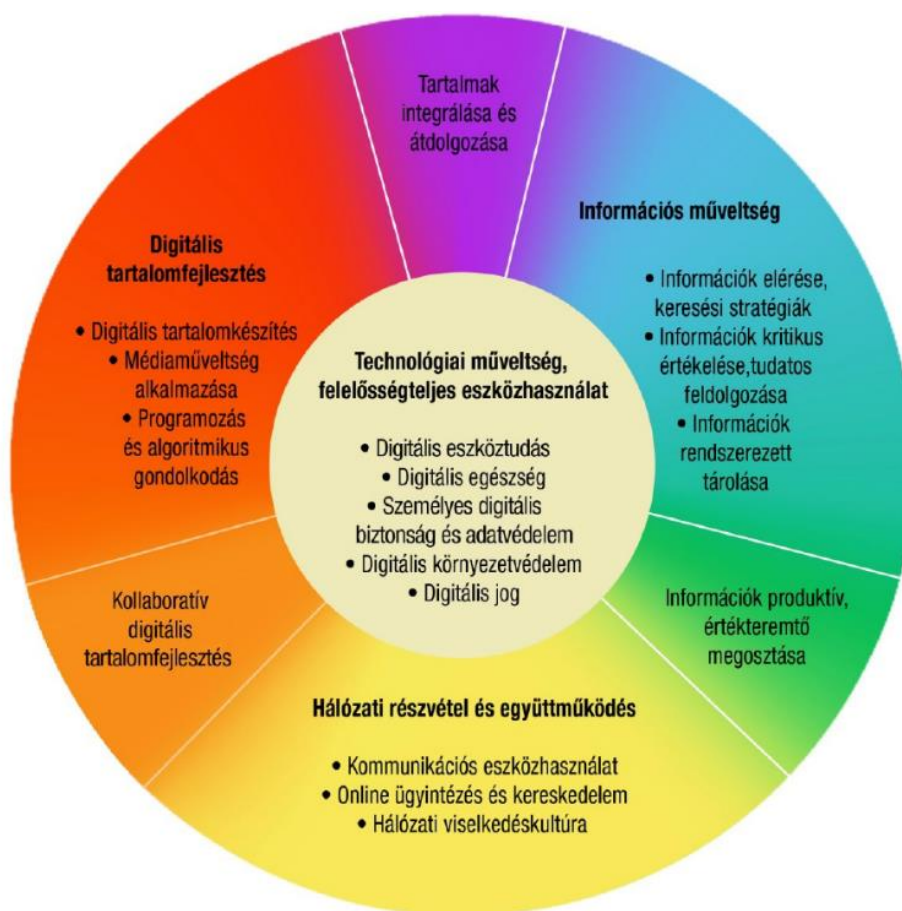 Tartalmak
integrálása és
átdolgozása
Információs műveltség
• Információk elérése,
keresési stratégiák
• Információk kritikus
értékelése,tudatos
feldolgozása
• Információk
rendszerezett
tárolása
Digitális
tartalomfejlesztés
• Digitális tartalomkészítés
• Médiaműveltség
alkalmazása
• Programozás
és algoritmikus
gondolkodás
Technológiai műveltség,
felelősségteljes eszközhasználat
• Digitális eszköztudás
• Digitális egészség
• Személyes digitális
biztonság és adatvédelem
• Digitális környezetvédelem
• Digitális jog
Kollaboratív
digitális
tartalomfejlesztés
Információk produktív,
értékteremtő
megosztása
Hálózati részvétel és együttműködés
• Kommunikációs eszközhasználat
• Online ügyintézés és kereskedelem
• Hálózati viselkedéskultúra